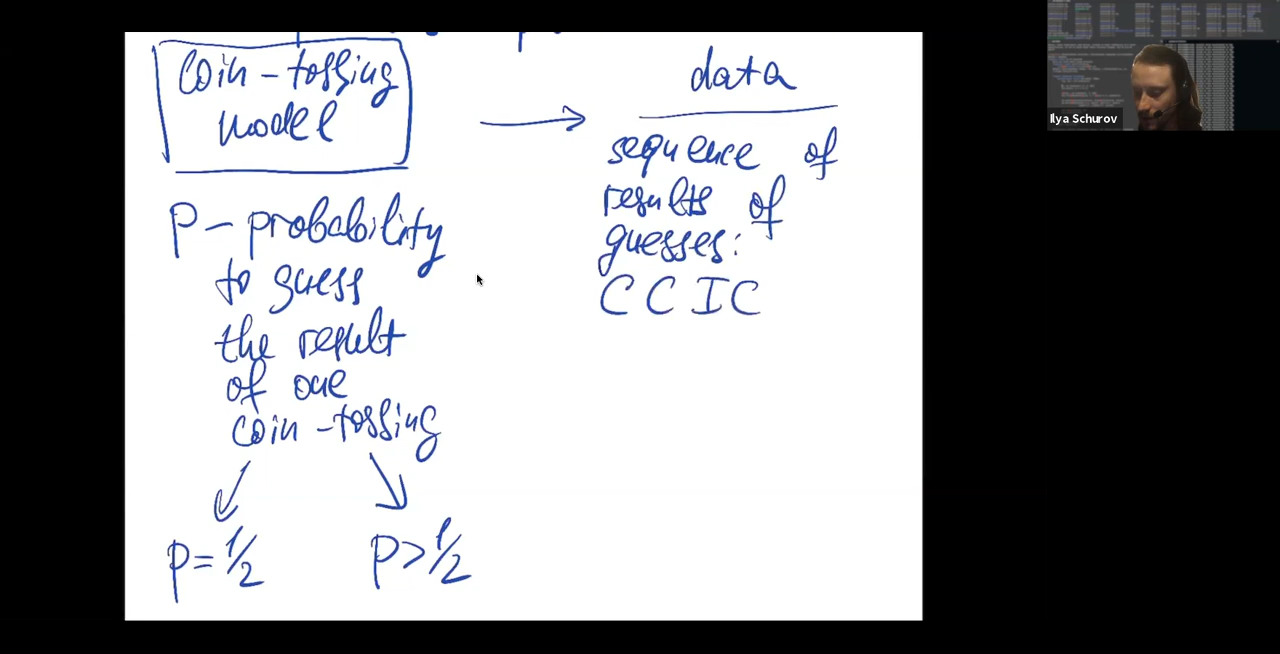 coin-tossing
model
p - probability
to guess
the result
of one
coin-tossing
p=1/2
p>1/2
data
sequence of
results of
guesses:
C C I C
Ilya Schurov